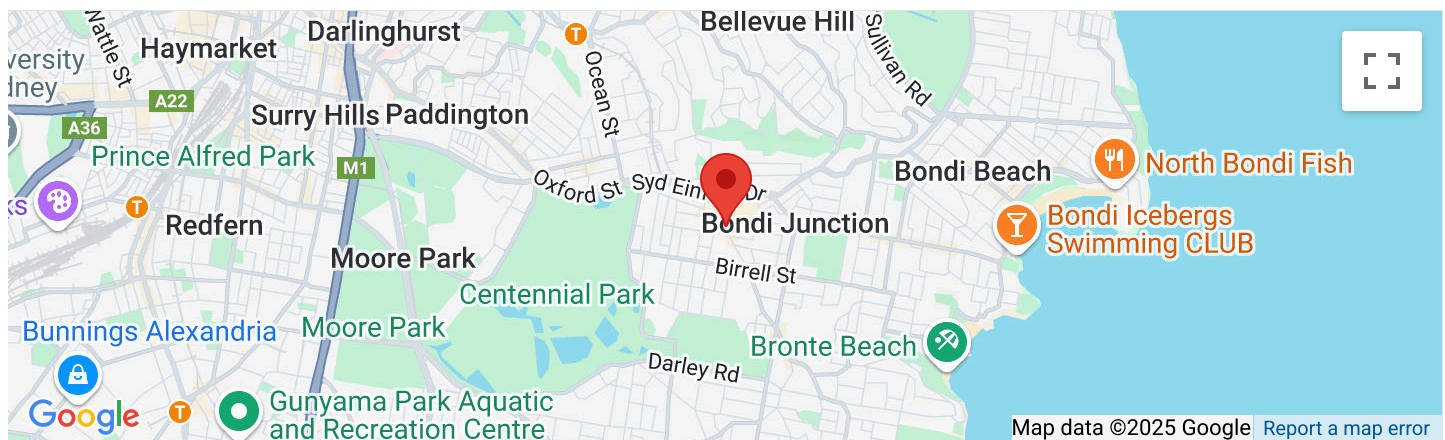 Wattle St
Haymarket
Darlinghurst
Bellevue Hill
O'Sullivan Rd
versity
dney
A22
T
Ocean St
Surry Hills
Paddington
A36
Prince Alfred Park
M1
Oxford St
Syd Ein
Dr
Bondi Beach
North Bondi Fish
ks
T
Redfern
Bondi Junction
Bondi Icebergs
Swimming CLUB
Moore Park
Birrell St
Centennial Park
Bunnings Alexandria
Moore Park
Bronte Beach
Darley Rd
Google
T
Gunyama Park Aquatic
and Recreation Centre
Map data ©2025 Google
Report a map error